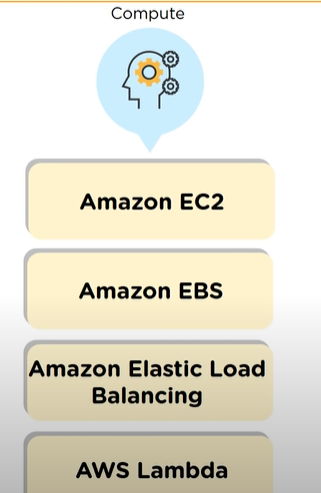 Compute
Amazon EC2
Amazon EBS
Amazon Elastic Load
Balancing
AWS Lambda